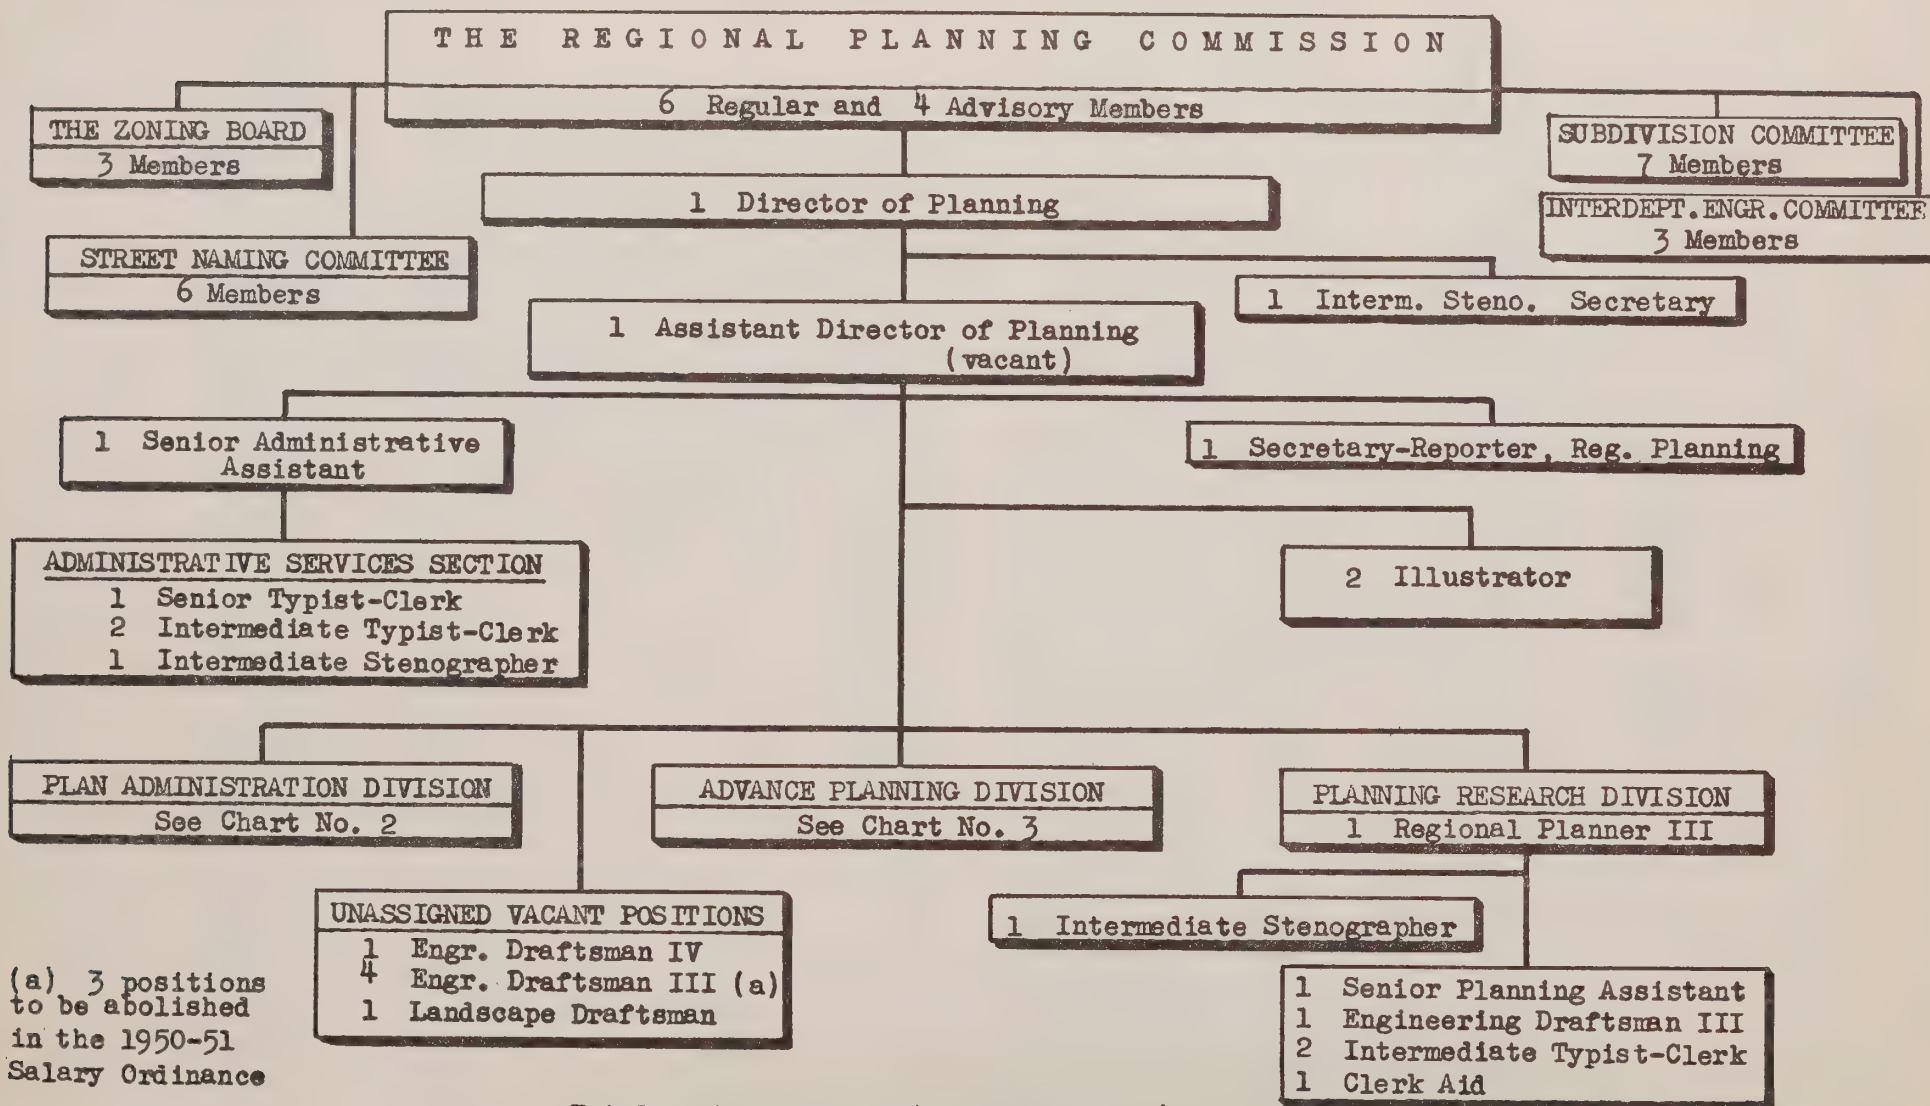 THE REGIONAL PLANNING COMMISSION
6 Regular and 4 Advisory Members
THE ZONING BOARD
3 Members
SUBDIVISION COMMITTEE
7 Members
1 Director of Planning
INTERDEPT.ENGR.COMMITTEE
3 Members
STREET NAMING COMMITTEE
6 Members
1 Interm. Steno. Secretary
1 Assistant Director of Planning
(vacant)
1 Senior Administrative
Assistant
1 Secretary-Reporter, Reg. Planning
ADMINISTRATIVE SERVICES SECTION
1 Senior Typist-Clerk
2 Intermediate Typist-Clerk
1 Intermediate Stenographer
2 Illustrator
PLAN ADMINISTRATION DIVISION
See Chart No. 2
ADVANCE PLANNING DIVISION
See Chart No. 3
PLANNING RESEARCH DIVISION
1 Regional Planner III
UNASSIGNED VACANT POSITIONS
1 Engr. Draftsman IV
4 Engr. Draftsman III (a)
1 Landscape Draftsman
1 Intermediate Stenographer
(a) 3 positions
to be abolished
in the 1950-51
Salary Ordinance
1 Senior Planning Assistant
1 Engineering Draftsman III
2 Intermediate Typist-Clerk
1 Clerk Aid